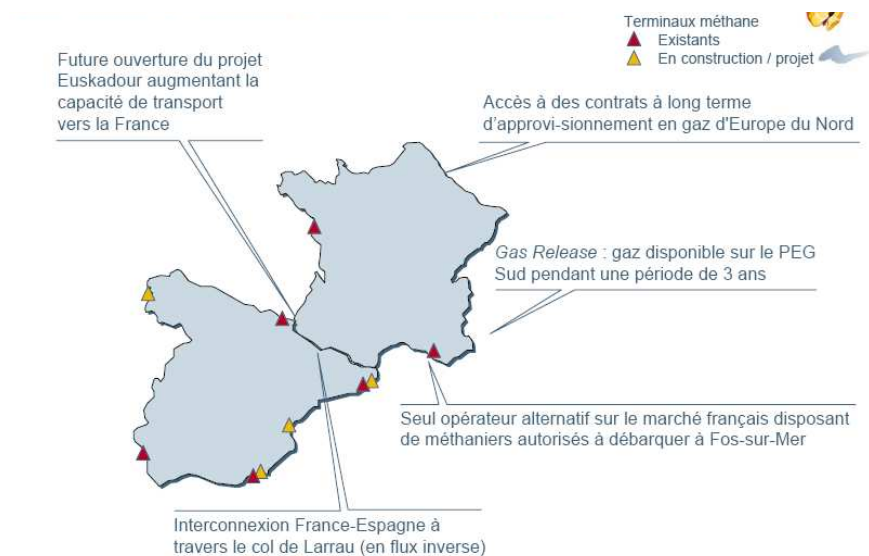 Terminaux méthane
Existants
En construction / projet
Future ouverture du projet
Euskadour augmentant la
capacité de transport
vers la France
Accès à des contrats à long terme
d'approvi-sionnement en gaz d'Europe du Nord
Gas Release : gaz disponible sur le PEG
Sud pendant une période de 3 ans
Seul opérateur alternatif sur le marché français disposant
de méthaniers autorisés à débarquer à Fos-sur-Mer
Interconnexion France-Espagne à
travers le col de Larrau (en flux inverse)